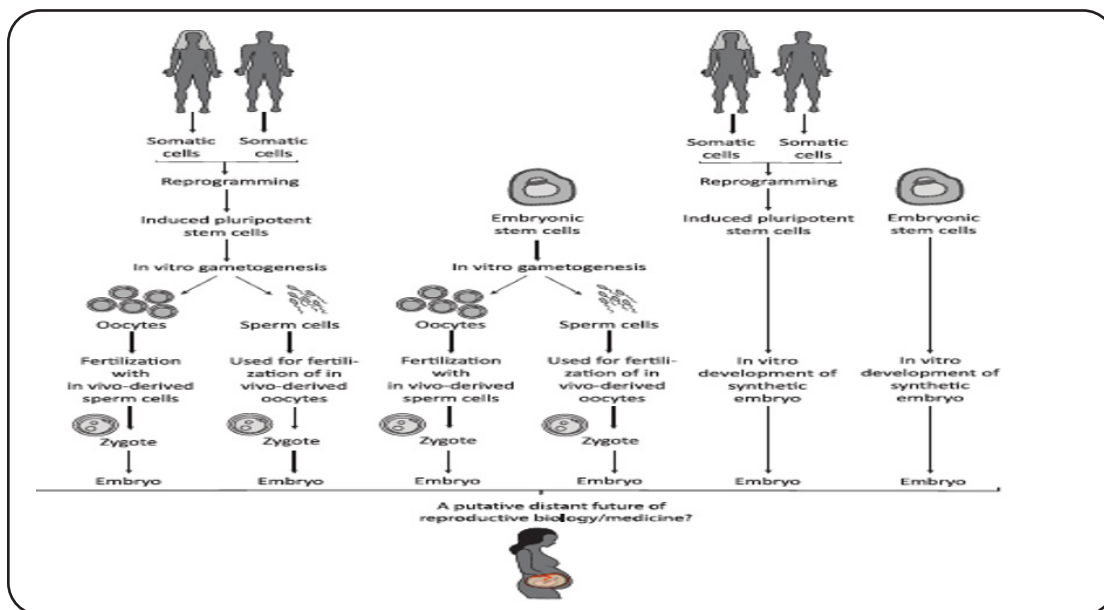 Somatic
cells
Somatic
cells
Reprogramming
Induced pluripotent
stem cells
In vitro gametogenesis
Oocytes
Sperm cells
Fertilization
with
in vivo-derived
sperm cells
Used for fertili-
zation of in
vivo-derived
oocytes
Zygote
Zygote
Embryo
Embryo
Embryonic
stem cells
In vitro gametogenesis
Oocytes
Sperm cells
Fertilization
with
in vivo-derived
sperm cells
Used for fertili-
zation of in
vivo-derived
oocytes
Zygote
Zygote
Embryo
Embryo
Somatic
cells
Somatic
cells
Reprogramming
Induced pluripotent
stem cells
In vitro
development of
synthetic
embryo
Embryo
Embryonic
stem cells
In vitro
development of
synthetic
embryo
Embryo
A putative distant future of
reproductive biology/medicine?